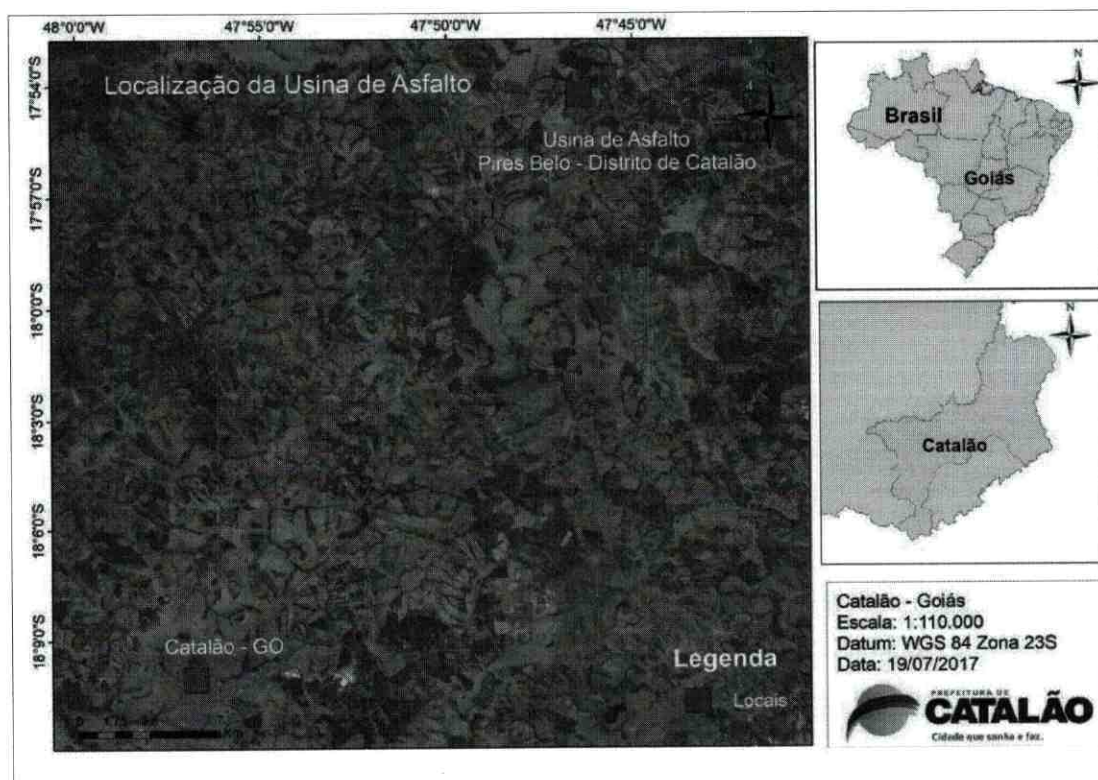 48°0'0"W 47°55'0"W 47°50'0"W 47°45'0"W
17°54'0"S
17°57'0"S
18°0'0"S
18°3'0"S
18°6'0"S
18°9'0"S
Localização da Usina de Asfalto
Usina de Asfalto
Pires Belo - Distrito de Catalão
Catalão - GO
Legenda
Locais
Km
N
Brasil
Goiás
N
Catalão
Catalão - Goiás
Escala: 1:110.000
Datum: WGS 84 Zona 23S
Data: 19/07/2017
PREFEITURA DE
CATALÃO
Cidade que sonha e faz.